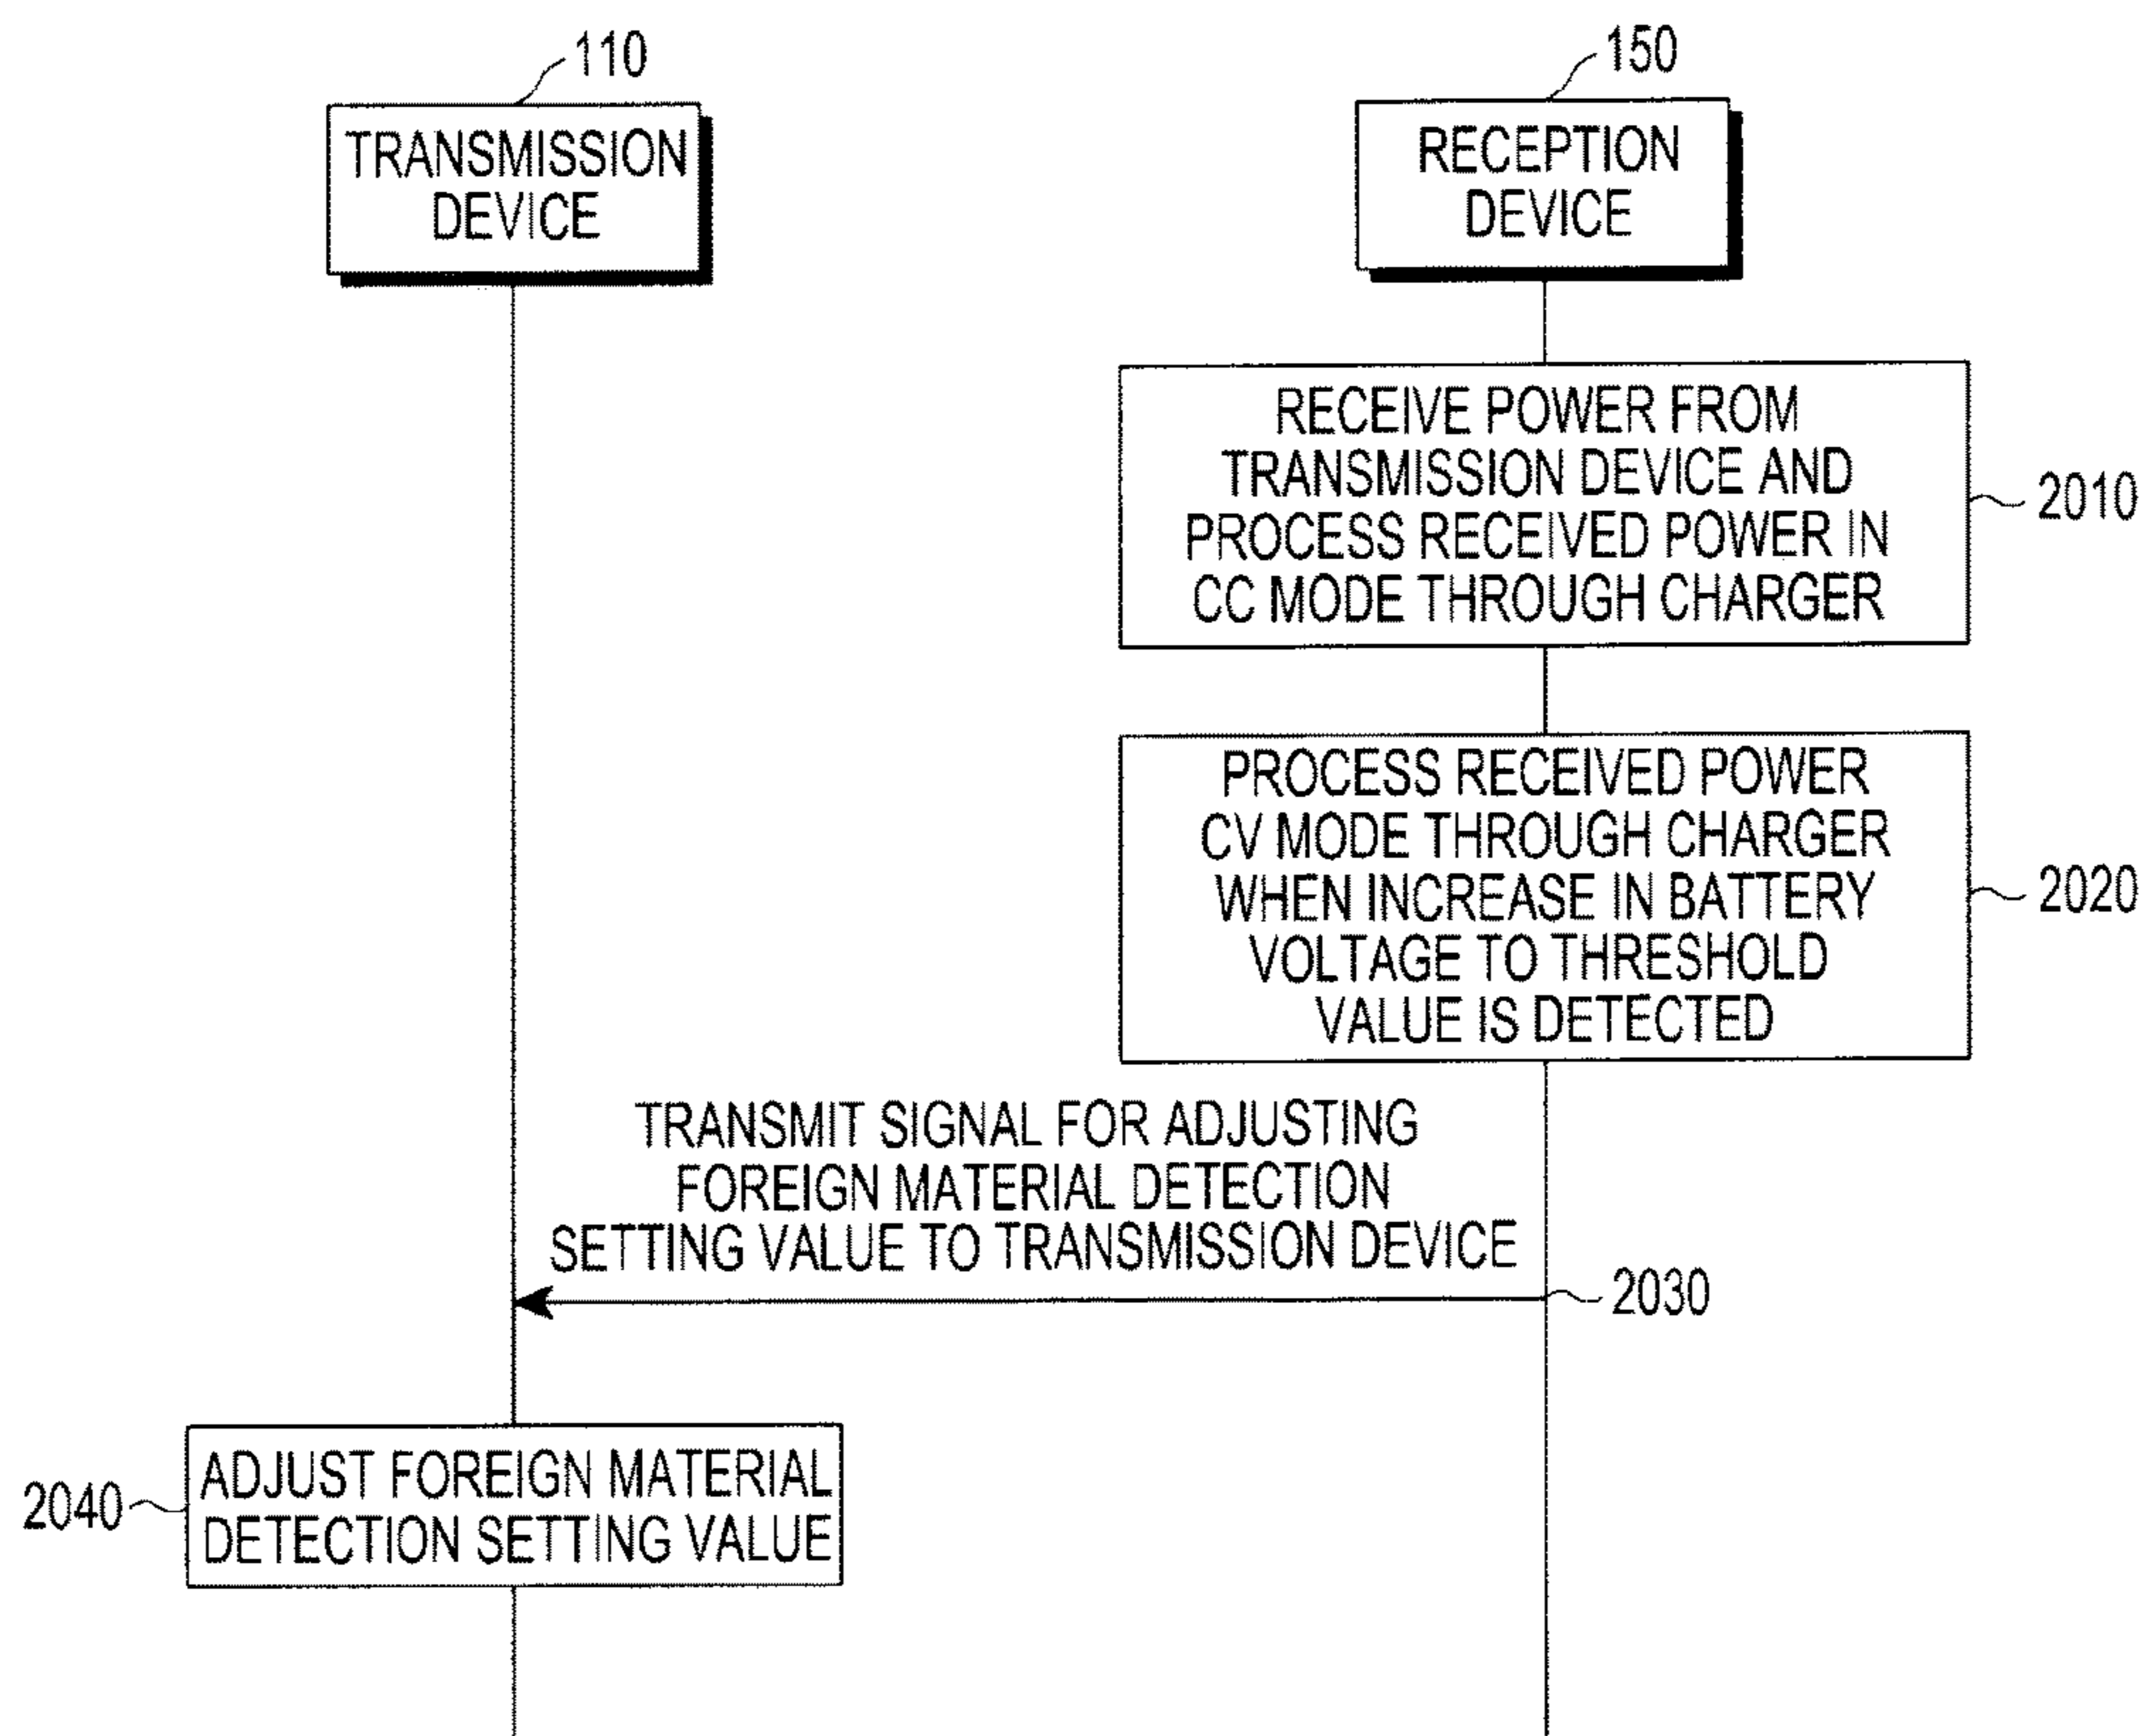 110
TRANSMISSION
DEVICE
150
RECEPTION
DEVICE
RECEIVE POWER FROM
TRANSMISSION DEVICE AND
PROCESS RECEIVED POWER IN
CC MODE THROUGH CHARGER
2010
PROCESS RECEIVED POWER
CV MODE THROUGH CHARGER
WHEN INCREASE IN BATTERY
VOLTAGE TO THRESHOLD
VALUE IS DETECTED
2020
TRANSMIT SIGNAL FOR ADJUSTING
FOREIGN MATERIAL DETECTION
SETTING VALUE TO TRANSMISSION DEVICE
2030
2040
ADJUST FOREIGN MATERIAL
DETECTION SETTING VALUE